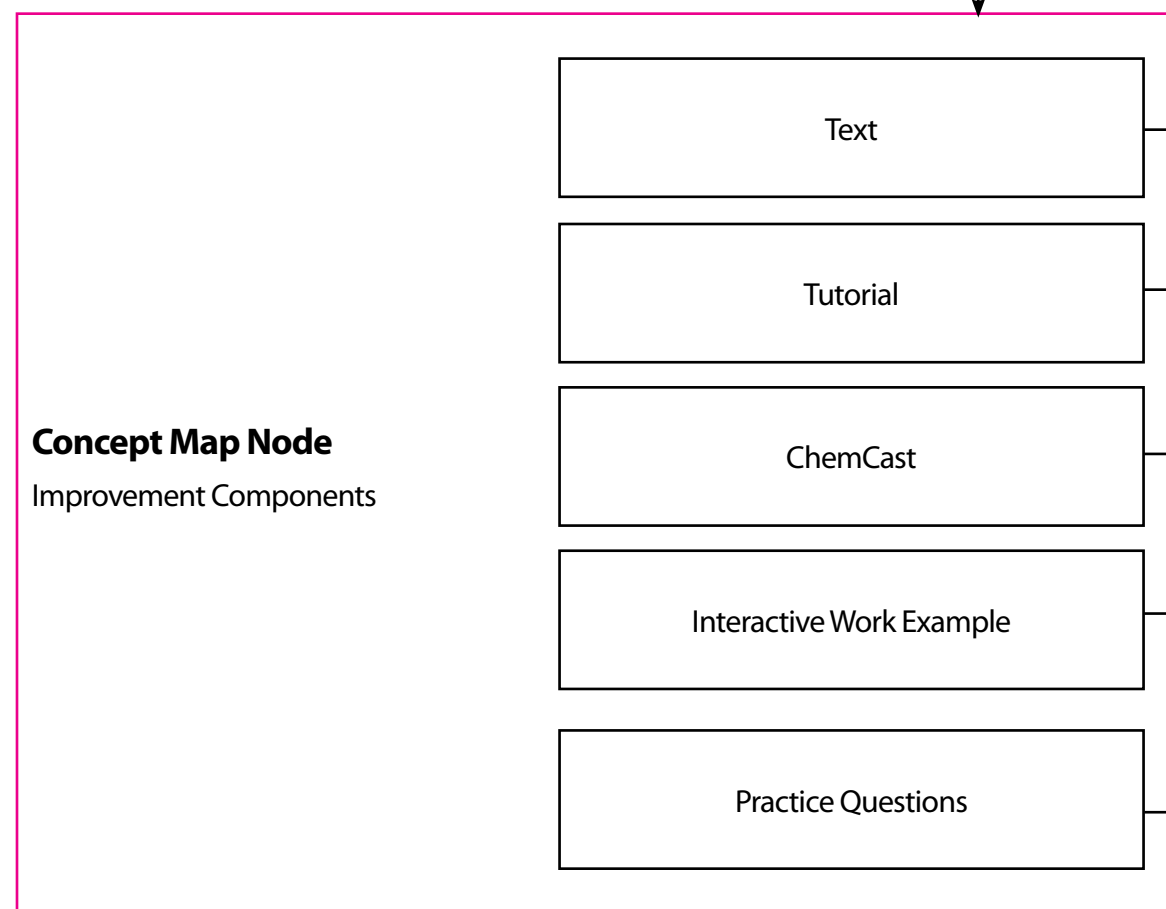 Text
Tutorial
ChemCast
Concept Map Node
Improvement Components
Interactive Work Example
Practice Questions